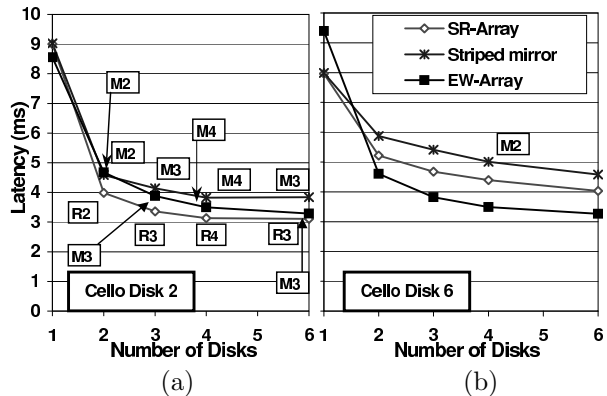 Latency (ms)
10
9
8
7
6
5
4
3
2
1
0
M2
M4
M2
M3
M4
M3
R2
R3
R4
R3
M3
M3
Cello Disk 2
1 2 3 4 5 6
Number of Disks
(a)
SR-Array
Striped mirror
EW-Array
M2
Cello Disk 6
1 2 3 4 5 6
Number of Disks
(b)